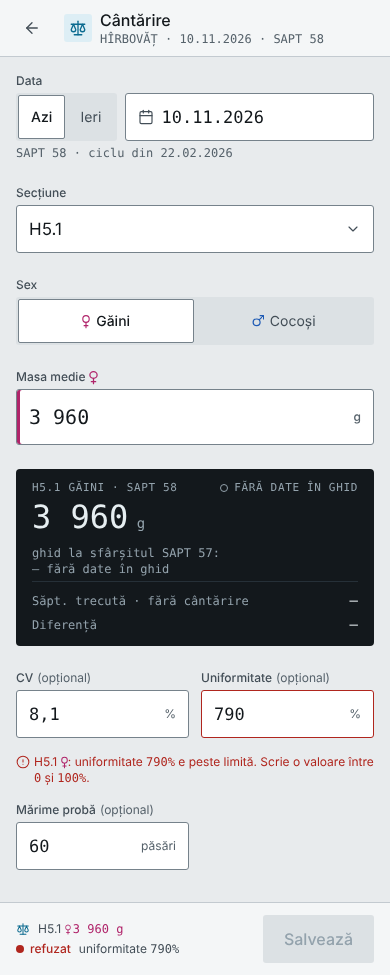 Cântărire
HÎRBOVĂȚ · 10.11.2026 · SAPT 58
Data
Azi Ieri 10.11.2026
SAPT 58 · ciclu din 22.02.2026
Secțiune
H5.1
Sex
♀ Găini ♂ Cocoși
Masa medie ♀
3 960 g
H5.1 GĂINI · SAPT 58 ○ FĂRĂ DATE ÎN GHID
3 960 g
ghid la sfârșitul SAPT 57:
— fără date în ghid
Săpt. trecută · fără cântărire —
Diferență —
CV (opțional) Uniformitate (opțional)
8,1 % 790 %
H5.1 ♀: uniformitate 790% e peste limită. Scrie o valoare între
0 și 100%.
Mărime probă (opțional)
60 păsări
H5.1 ♀ 3 960 g
refuzat uniformitate 790%
Salvează